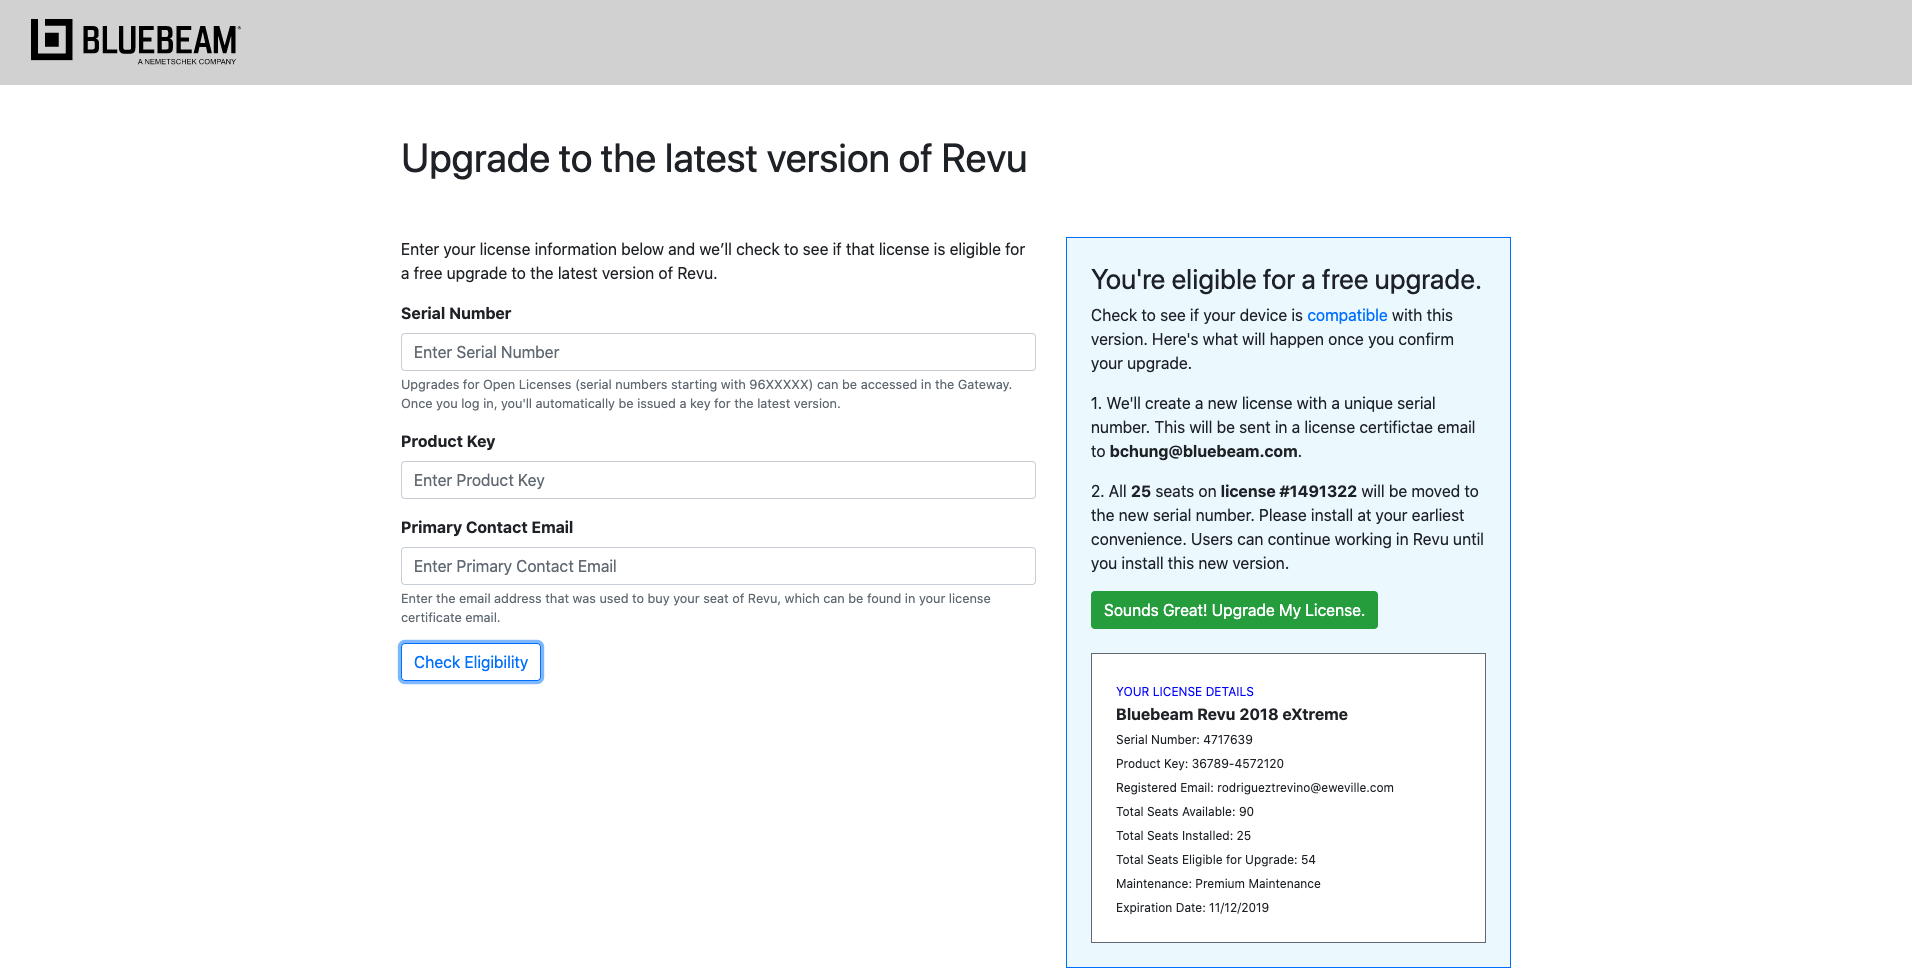 BLUEBEAM®
A NEMETSCHEK COMPANY
Upgrade to the latest version of Revu
Enter your license information below and we’ll check to see if that license is eligible for
a free upgrade to the latest version of Revu.
Serial Number
Enter Serial Number
Upgrades for Open Licenses (serial numbers starting with 96XXXXX) can be accessed in the Gateway.
Once you log in, you'll automatically be issued a key for the latest version.
Product Key
Enter Product Key
Primary Contact Email
Enter Primary Contact Email
Enter the email address that was used to buy your seat of Revu, which can be found in your license
certificate email.
Check Eligibility
You're eligible for a free upgrade.
Check to see if your device is compatible with this
version. Here's what will happen once you confirm
your upgrade.
1. We'll create a new license with a unique serial
number. This will be sent in a license certifictae email
to bchung@bluebeam.com.
2. All 25 seats on license #1491322 will be moved to
the new serial number. Please install at your earliest
convenience. Users can continue working in Revu until
you install this new version.
Sounds Great! Upgrade My License.
YOUR LICENSE DETAILS
Bluebeam Revu 2018 eXtreme
Serial Number: 4717639
Product Key: 36789-4572120
Registered Email: rodrigueztrevino@eweville.com
Total Seats Available: 90
Total Seats Installed: 25
Total Seats Eligible for Upgrade: 54
Maintenance: Premium Maintenance
Expiration Date: 11/12/2019